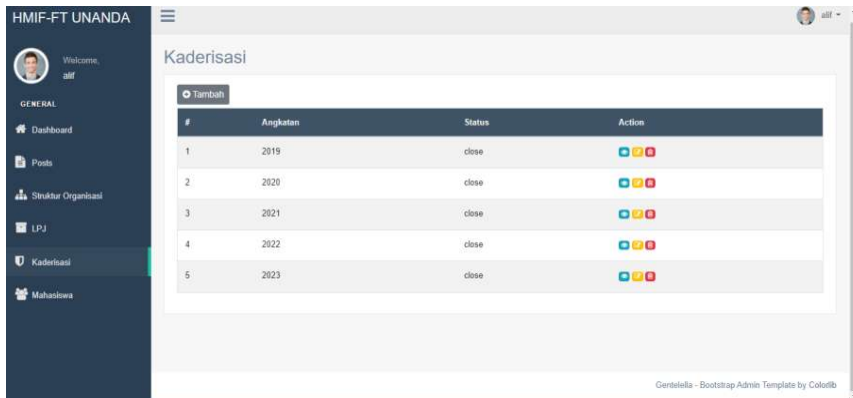 HMIF-FT UNANDA
alif
Welcome,
alif
GENERAL
Dashboard
Posts
Struktur Organisasi
LPJ
Kaderisasi
Mahasiswa
Kaderisasi
Tambah
# Angkatan Status Action
1 2019 close
2 2020 close
3 2021 close
4 2022 close
5 2023 close
Gentelella - Bootstrap Admin Template by Colorlib